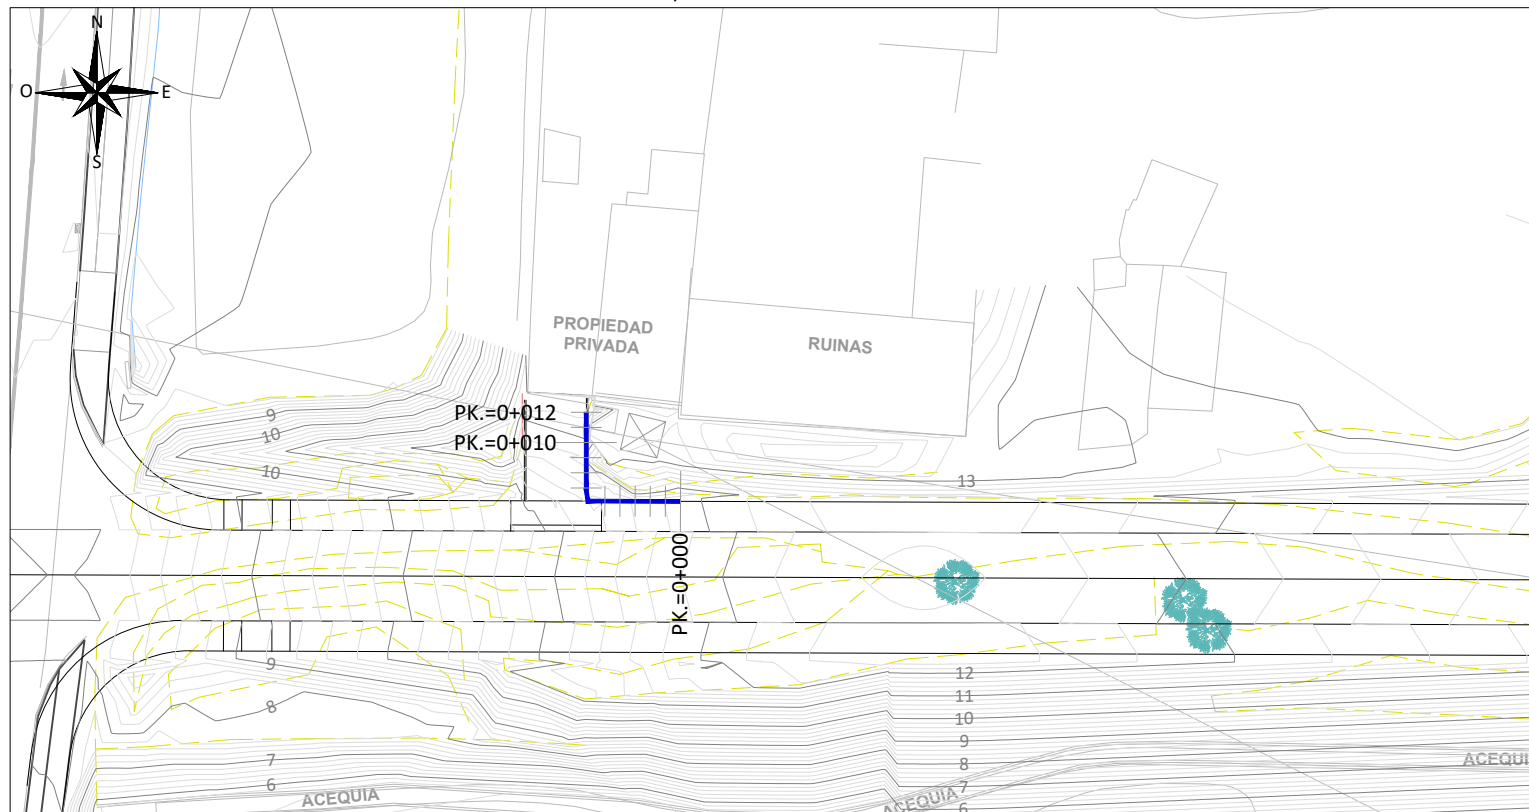 N
O
E
S
PROPIEDAD
PRIVADA
RUINAS
PK.=0+012
PK.=0+010
9
10
10
13
PK.=0+000
9
8
7
6
12
11
10
9
8
7
6
ACEQUIA
ACEQUIA
ACEQUI